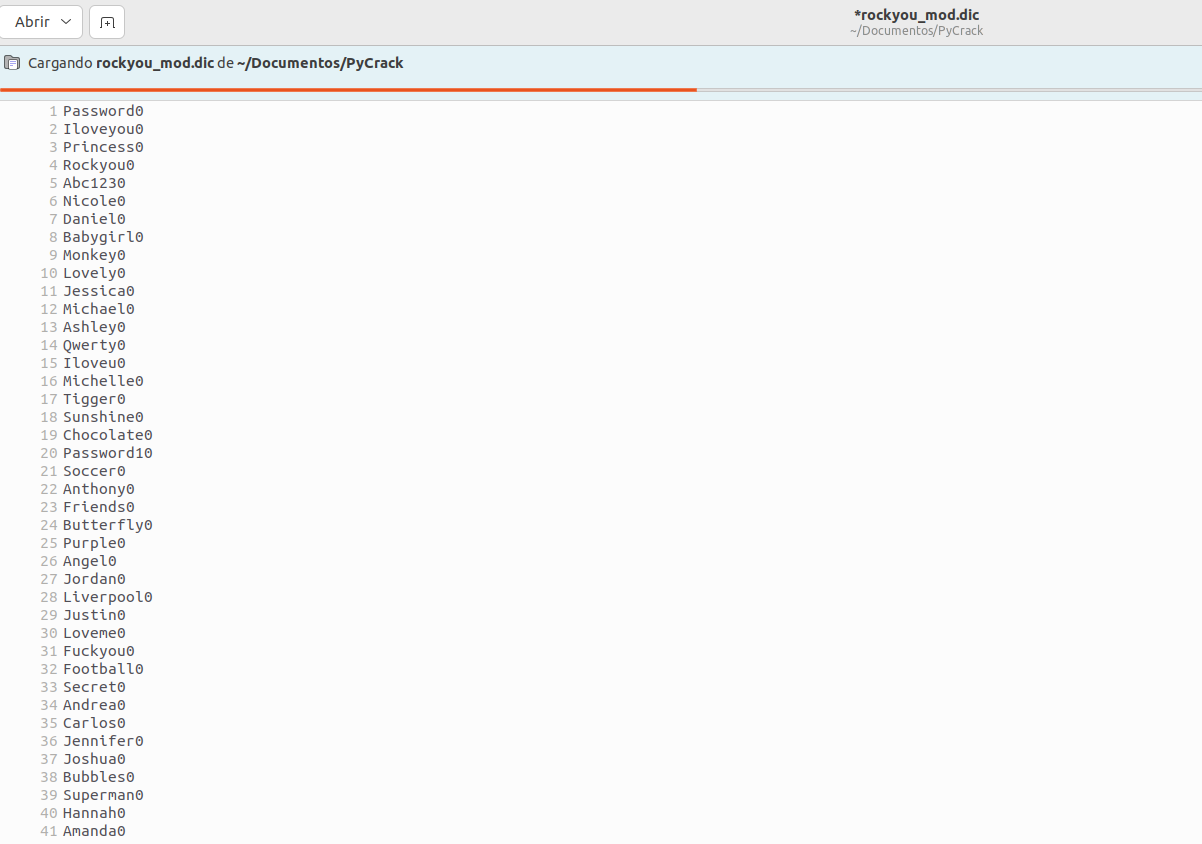 Abrir
*rockyou_mod.dic
~/Documentos/PyCrack
Cargando rockyou_mod.dic de ~/Documentos/PyCrack
1 Password0
2 Iloveyou0
3 Princess0
4 Rockyou0
5 Abc1230
6 Nicole0
7 Daniel0
8 Babygirl0
9 Monkey0
10 Lovely0
11 Jessica0
12 Michael0
13 Ashley0
14 Qwerty0
15 Iloveu0
16 Michelle0
17 Tigger0
18 Sunshine0
19 Chocolate0
20 Password10
21 Soccer0
22 Anthony0
23 Friends0
24 Butterfly0
25 Purple0
26 Angel0
27 Jordan0
28 Liverpool0
29 Justin0
30 Loveme0
31 Fuckyou0
32 Football0
33 Secret0
34 Andrea0
35 Carlos0
36 Jennifer0
37 Joshua0
38 Bubbles0
39 Superman0
40 Hannah0
41 Amanda0